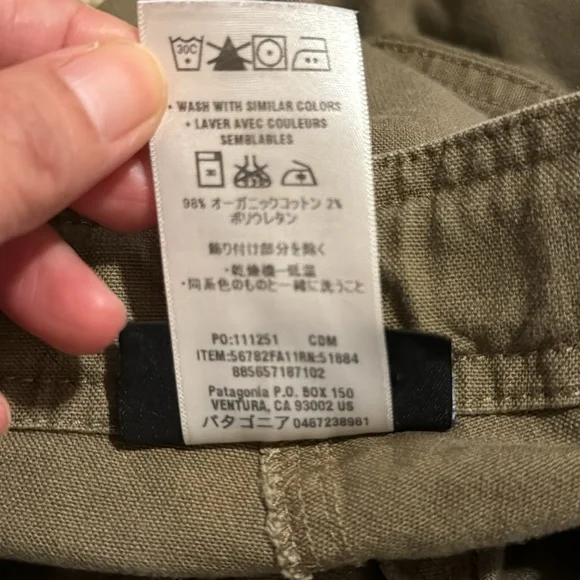 30C
• WASH WITH SIMILAR COLORS
• LAVER AVEC COULEURS
SEMBLABLES
98% オーガニックコットン 2%
ポリウレタン
飾り付け部分を除く
・乾燥機ー低温
・同系色のものと一緒に洗うこと
PO:111251 CDM
ITEM:56782FA11RN:51884
885657187102
Patagonia P.O. BOX 150
VENTURA, CA 93002 US
パタゴニア 0467238961